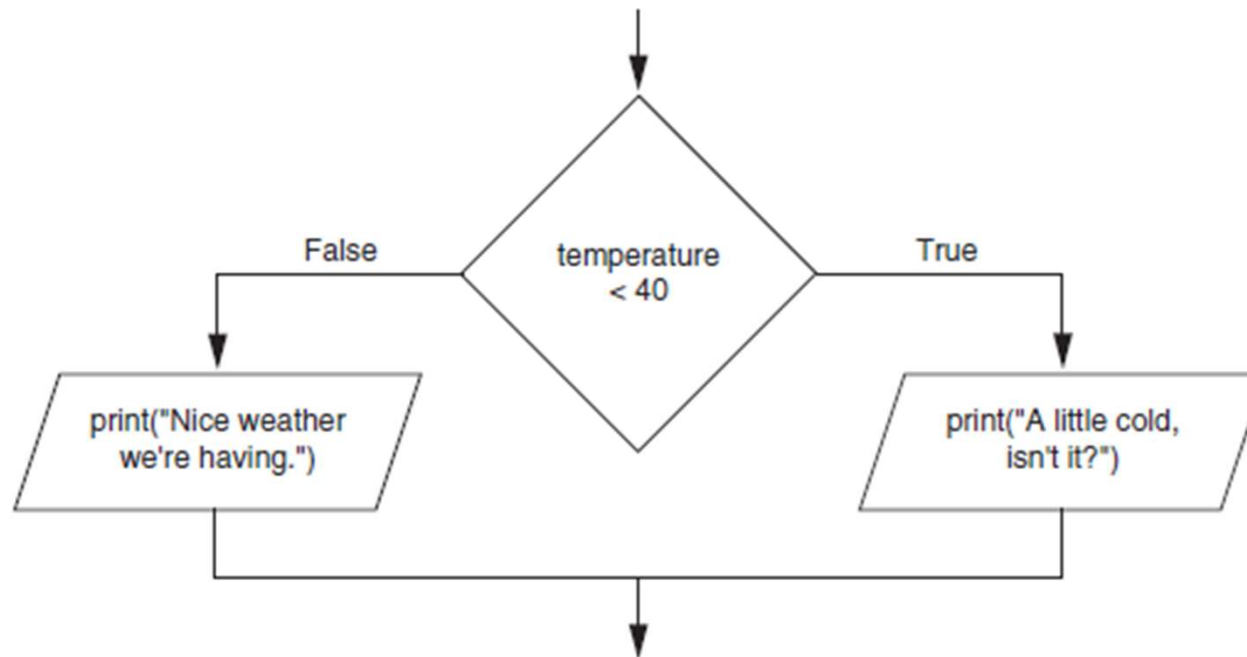 False
temperature
< 40
True
print("Nice weather
we're having.")
print("A little cold,
isn't it?")